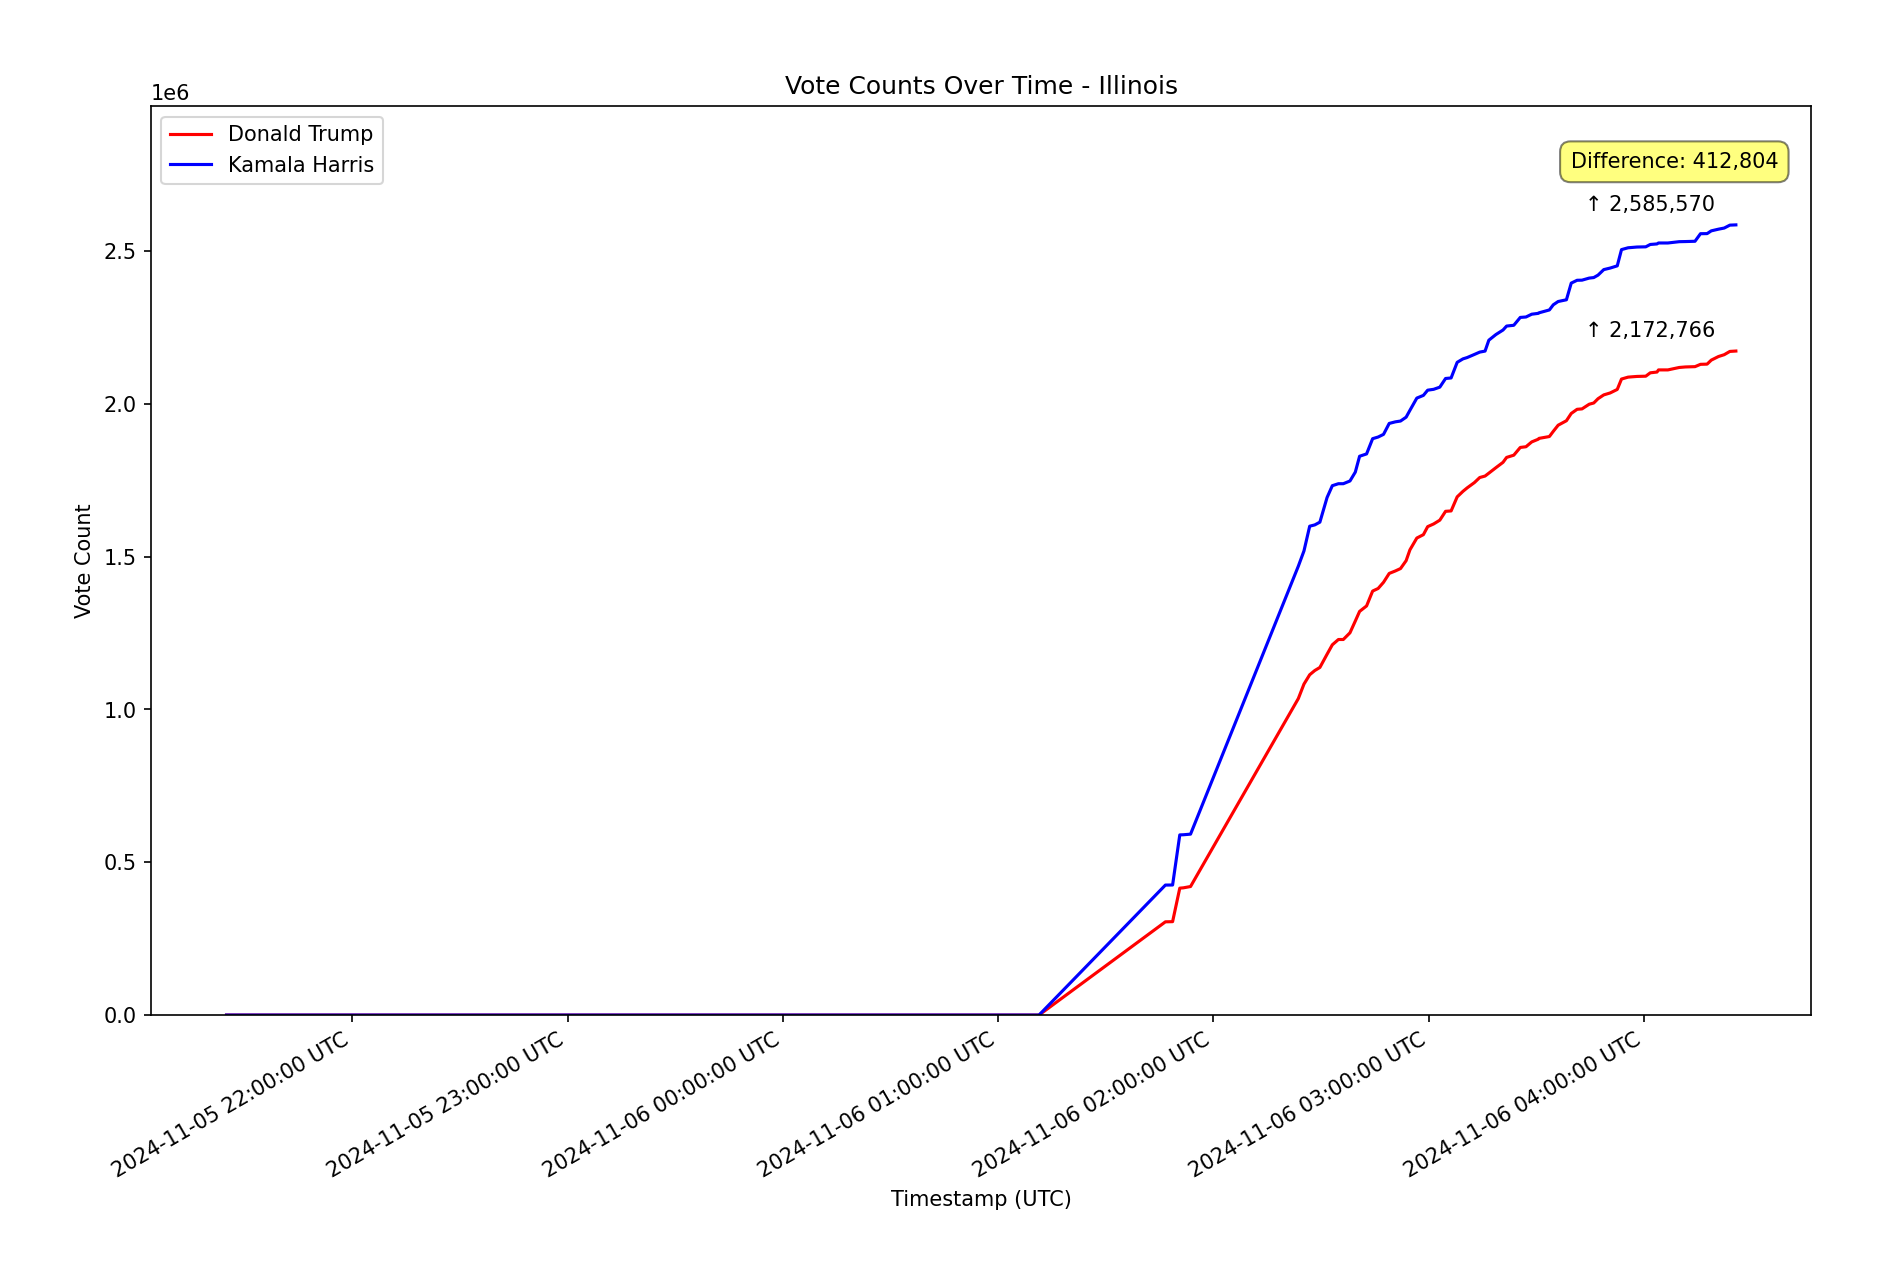 Vote Counts Over Time - Illinois
1e6
Donald Trump
Kamala Harris
Difference: 412,804
↑ 2,585,570
↑ 2,172,766
2.5
2.0
1.5
1.0
0.5
0.0
Vote Count
2024-11-05 22:00:00 UTC
2024-11-05 23:00:00 UTC
2024-11-06 00:00:00 UTC
2024-11-06 01:00:00 UTC
2024-11-06 02:00:00 UTC
2024-11-06 03:00:00 UTC
2024-11-06 04:00:00 UTC
Timestamp (UTC)